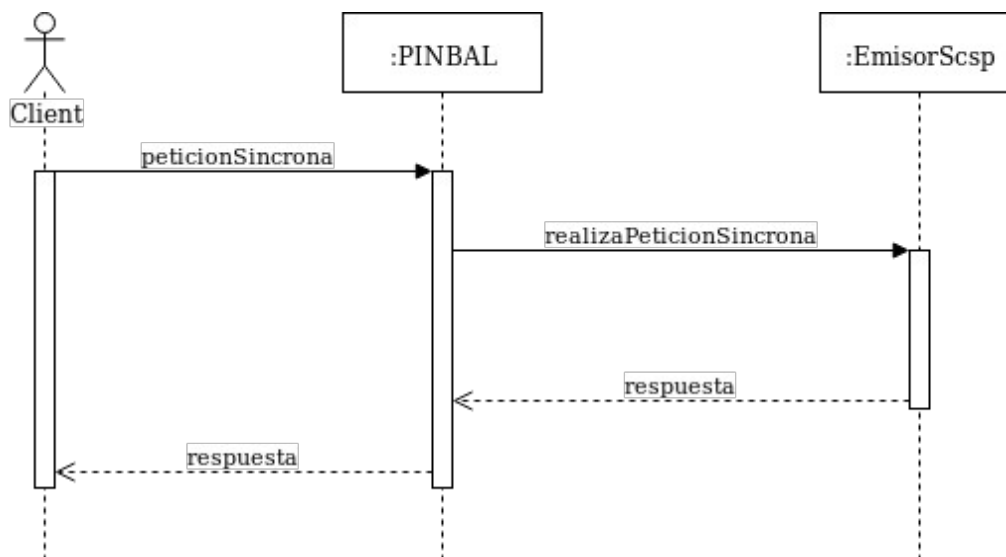 :PINBAL
:EmisorScsp
Client
peticionSincrona
realizaPeticionSincrona
respuesta
respuesta